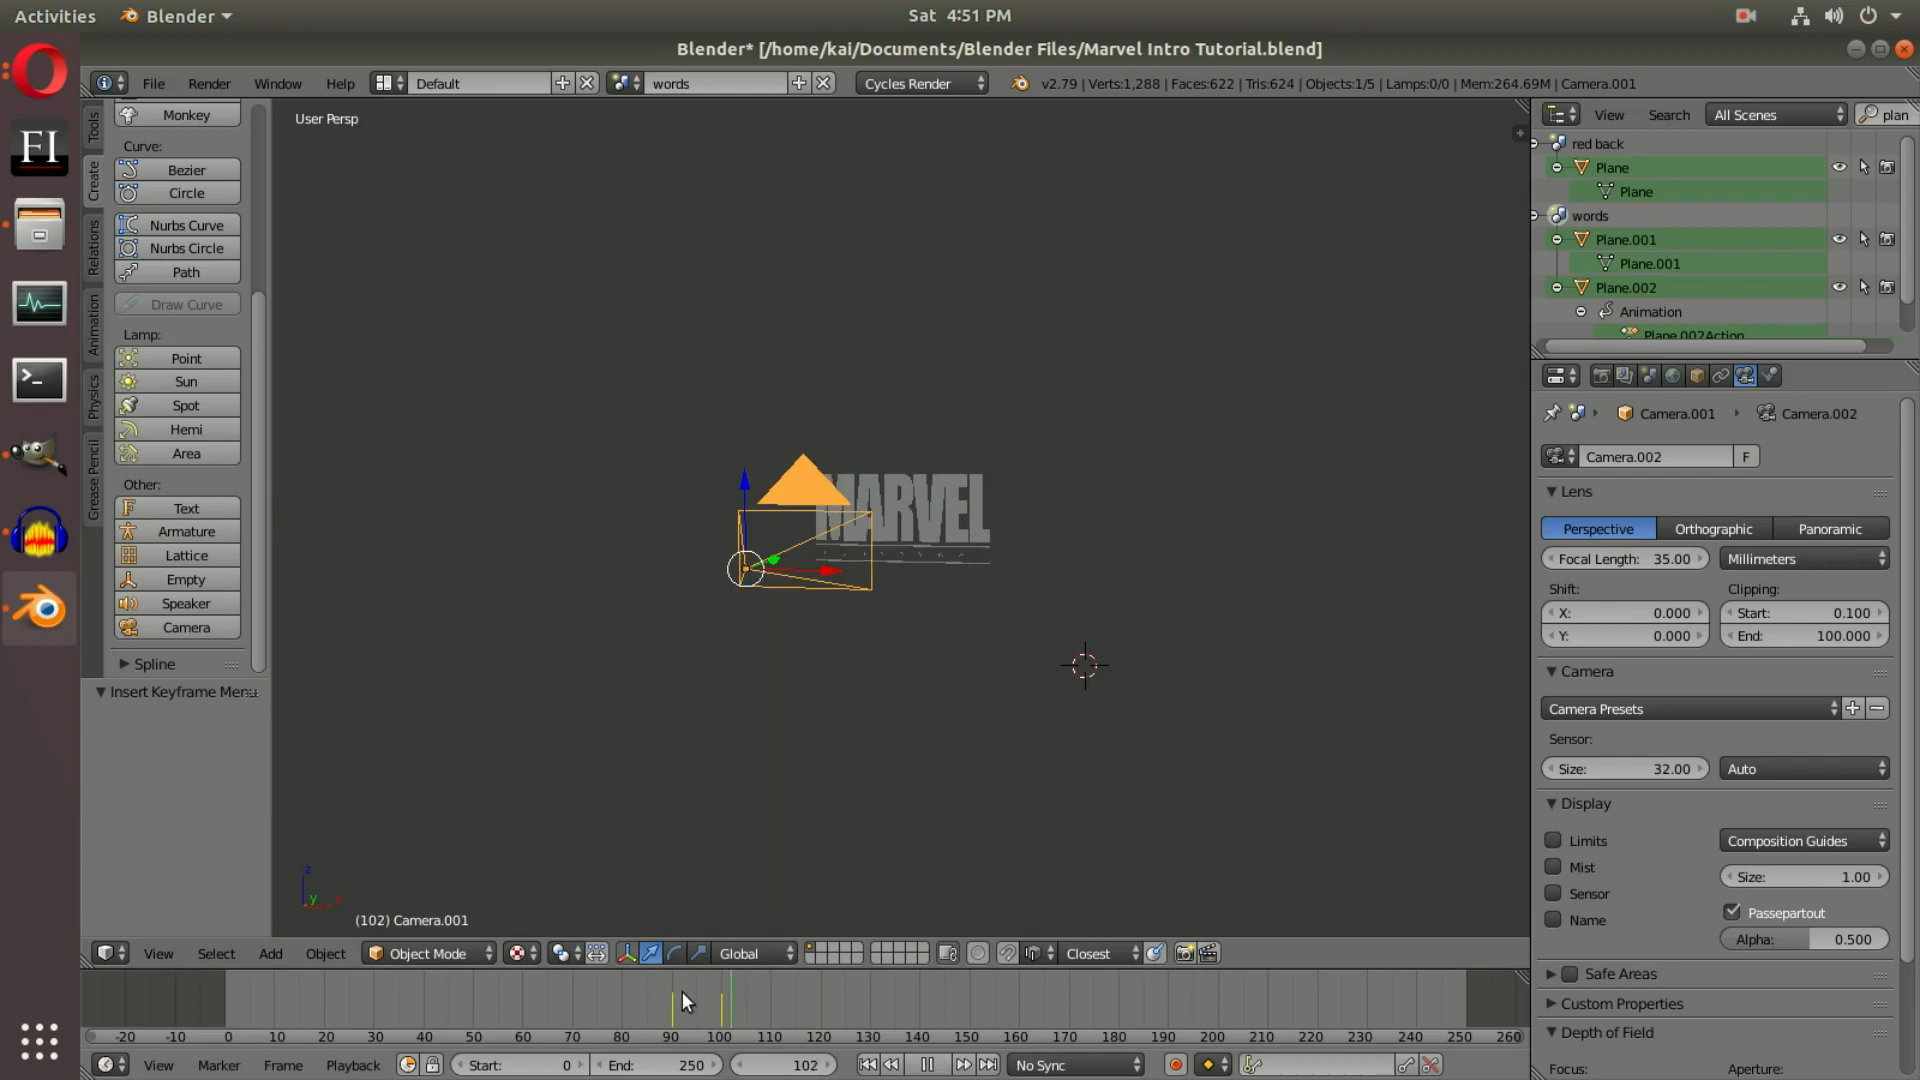 Activities
Blender
Sat 4:51 PM
Blender* [/home/kai/Documents/Blender Files/Marvel Intro Tutorial.blend]
File
Render
Window
Help
Default
words
Cycles Render
v2.79 | Verts:1,288 | Faces:622 | Tris:624 | Objects:1/5 | Lamps:0/0 | Mem:264.69M | Camera.001
FI
Tools
Create
Relations
Animation
Physics
Grease Pencil
Monkey
Curve:
Bezier
Circle
Nurbs Curve
Nurbs Circle
Path
Draw Curve
Lamp:
Point
Sun
Spot
Hemi
Area
Other:
Text
Armature
Lattice
Empty
Speaker
Camera
Spline
Insert Keyframe Menu
User Persp
MARVEL
z
y
x
(102) Camera.001
View
Search
All Scenes
plan
red back
Plane
Plane
words
Plane.001
Plane.001
Plane.002
Animation
Plane.002Action
Camera.001
Camera.002
Camera.002
F
Lens
Perspective
Orthographic
Panoramic
Focal Length: 35.00
Millimeters
Shift:
Clipping:
X: 0.000
Start: 0.100
Y: 0.000
End: 100.000
Camera
Camera Presets
Sensor:
Size: 32.00
Auto
Display
Limits
Composition Guides
Mist
Size: 1.00
Sensor
Name
Passepartout
Alpha: 0.500
Safe Areas
Custom Properties
Depth of Field
Focus:
Aperture:
View
Select
Add
Object
Object Mode
Global
Closest
-20 -10 0 10 20 30 40 50 60 70 80 90 100 110 120 130 140 150 160 170 180 190 200 210 220 230 240 250 260
View
Marker
Frame
Playback
Start: 0
End: 250
102
No Sync